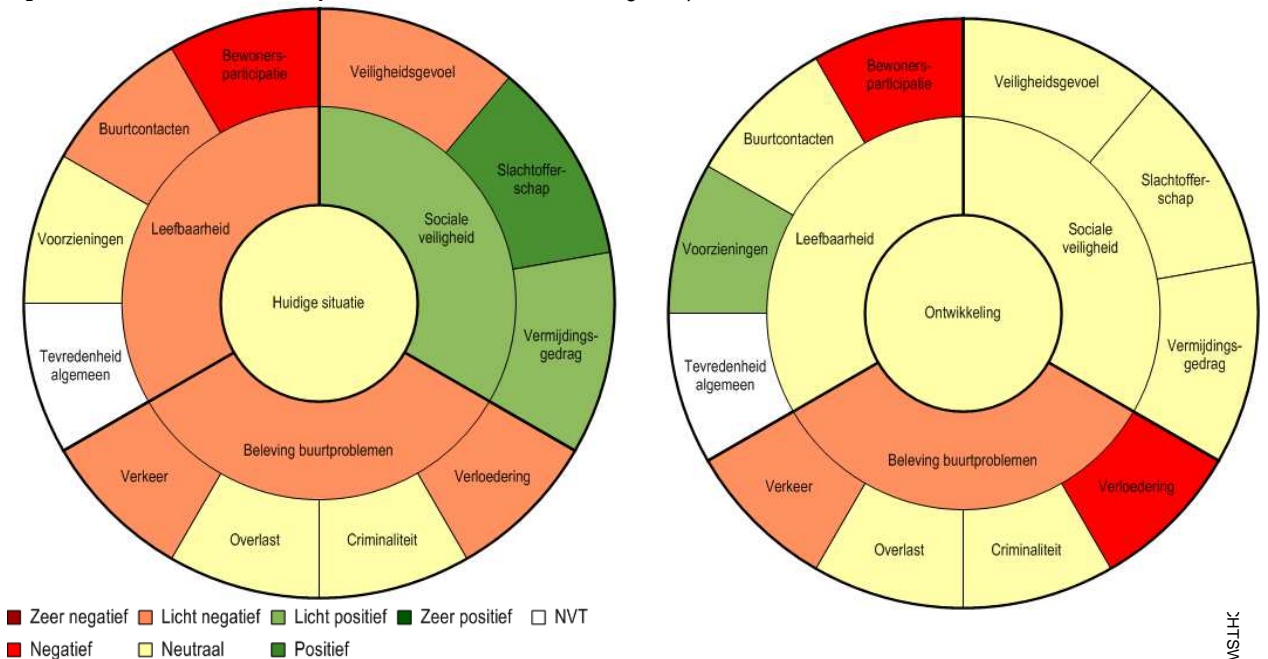 Bewoners-
participatie
Veiligheidsgevoel
Buurtcontacten
Slachtoffer-
schap
Voorzieningen
Leefbaarheid
Sociale
veiligheid
Huidige situatie
Tevredenheid
algemeen
Vermijdings-
gedrag
Beleving buurtproblemen
Verkeer
Verloedering
Overlast
Criminaliteit
Bewoners-
participatie
Veiligheidsgevoel
Buurtcontacten
Slachtoffer-
schap
Voorzieningen
Leefbaarheid
Sociale
veiligheid
Ontwikkeling
Tevredenheid
algemeen
Vermijdings-
gedrag
Beleving buurtproblemen
Verkeer
Verloedering
Overlast
Criminaliteit
Zeer negatief Licht negatief Licht positief Zeer positief NVT
Negatief Neutraal Positief